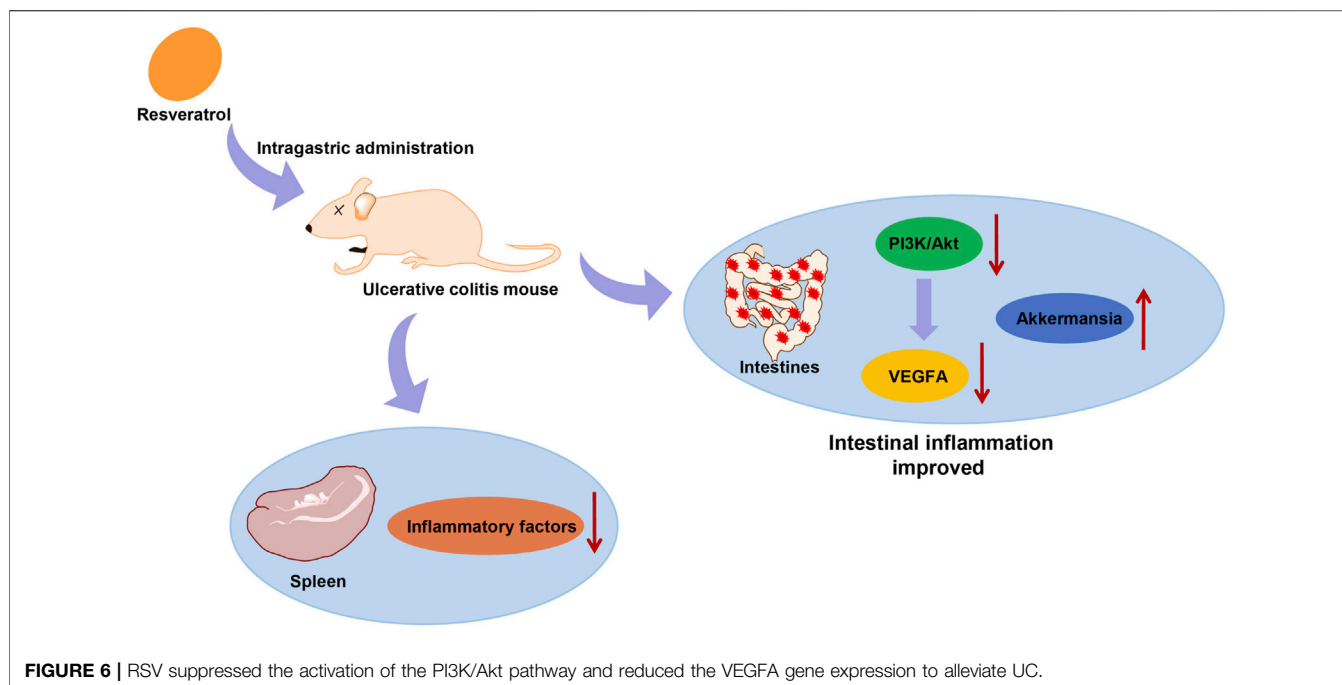 Resveratrol
Intragastric administration
Ulcerative colitis mouse
PI3K/Akt
Akkermansia
Intestines
VEGFA
Intestinal inflammation
improved
Inflammatory factors
Spleen
FIGURE 6 | RSV suppressed the activation of the PI3K/Akt pathway and reduced the VEGFA gene expression to alleviate UC.